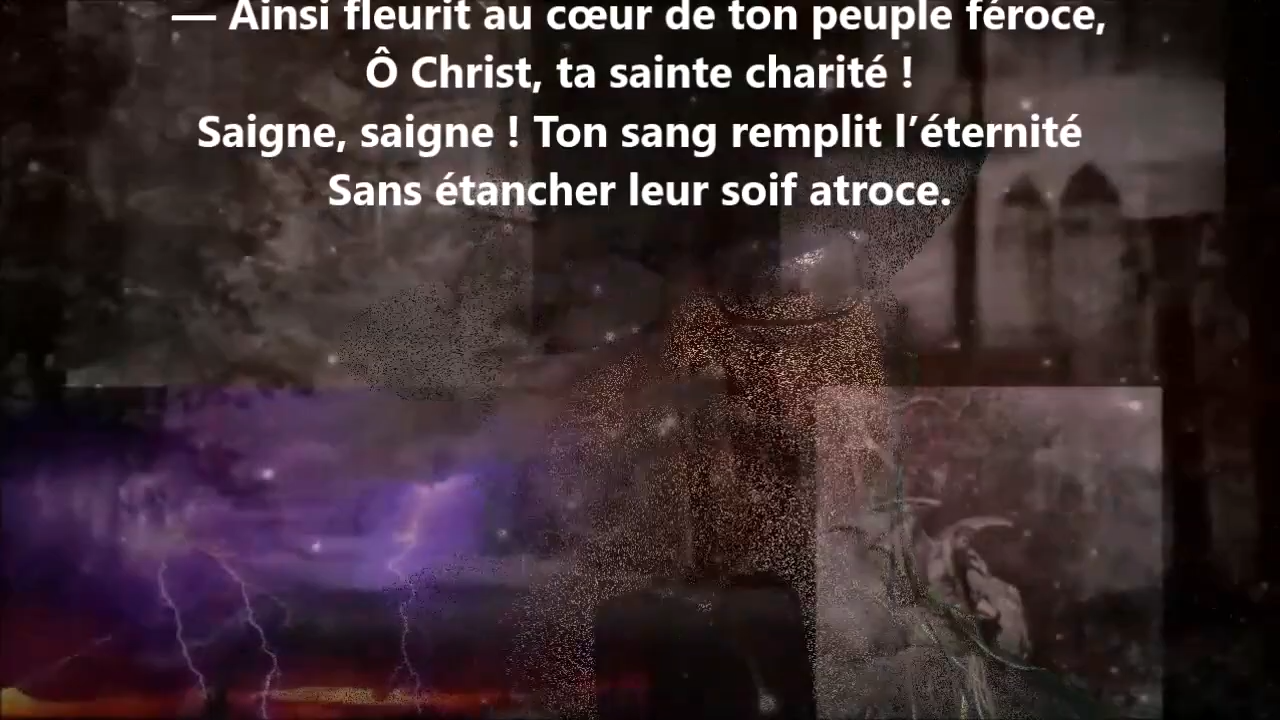 — Ainsi fleurit au cœur de ton peuple féroce,
Ô Christ, ta sainte charité !
Saigne, saigne ! Ton sang remplit l’éternité
Sans étancher leur soif atroce.